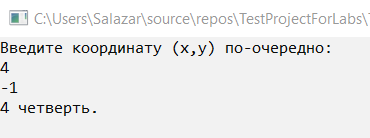 C:\Users\Salazar\source\repos\TestProjectForLabs\
Введите координату (x,y) по-очередно:
4
-1
4 четверть.